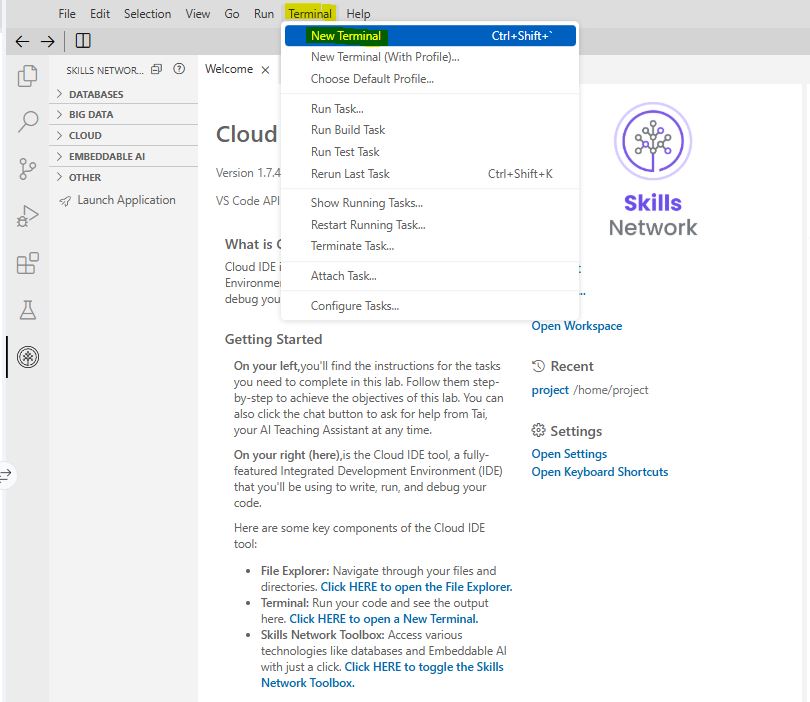 File Edit Selection View Go Run Terminal Help
New Terminal Ctrl+Shift+`
New Terminal (With Profile)...
Choose Default Profile...
Run Task...
Run Build Task
Run Test Task
Rerun Last Task Ctrl+Shift+K
Show Running Tasks...
Restart Running Task...
Terminate Task...
Attach Task...
Configure Tasks...
SKILLS NETWOR...
DATABASES
BIG DATA
CLOUD
EMBEDDABLE AI
OTHER
Launch Application
Welcome
Cloud
Version 1.7.4
VS Code API
What is
Cloud IDE i
Environme
debug you
Getting Started
On your left,you'll find the instructions for the tasks
you need to complete in this lab. Follow them step-
by-step to achieve the objectives of this lab. You can
also click the chat button to ask for help from Tai,
your AI Teaching Assistant at any time.
On your right (here),is the Cloud IDE tool, a fully-
featured Integrated Development Environment (IDE)
that you'll be using to write, run, and debug your
code.
Here are some key components of the Cloud IDE
tool:
• File Explorer: Navigate through your files and
directories. Click HERE to open the File Explorer.
• Terminal: Run your code and see the output
here. Click HERE to open a New Terminal.
• Skills Network Toolbox: Access various
technologies like databases and Embeddable AI
with just a click. Click HERE to toggle the Skills
Network Toolbox.
Skills
Network
Open Workspace
Recent
project /home/project
Settings
Open Settings
Open Keyboard Shortcuts